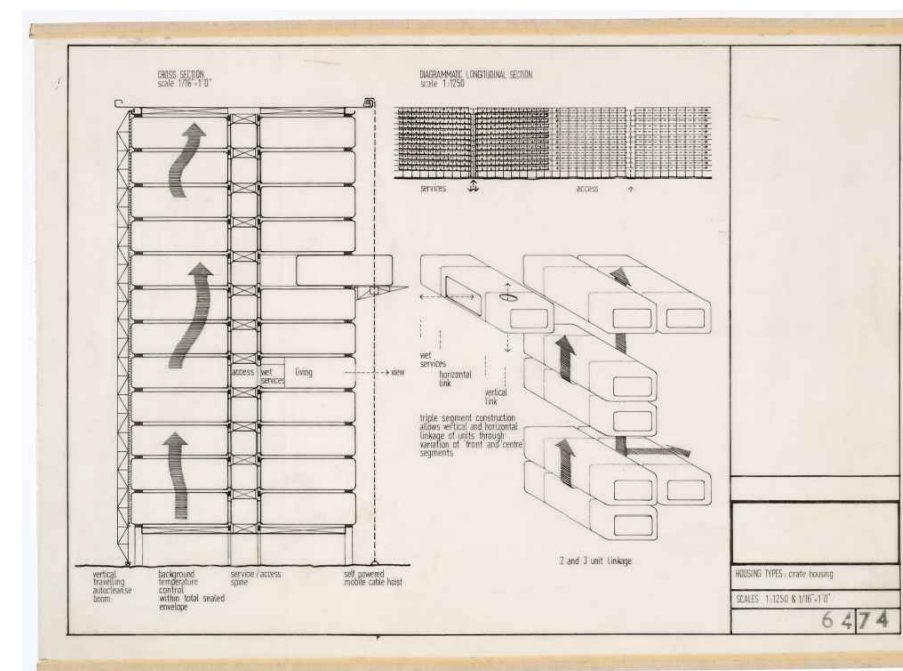 CROSS SECTION
scale 1/16"=1'0"
DIAGRAMMATIC LONGITUDINAL SECTION
scale 1:1250
services
access
access
wet
services
living
view
wet
services
horizontal
link
vertical
link
triple segment construction
allows vertical and horizontal
linkage of units through
variation of front and centre
segments
2 and 3 unit linkage
vertical
travelling
autocleanse
boom
background
temperature
control
within total sealed
envelope
service/access
spine
self powered
mobile cable hoist
HOUSING TYPES: crate housing
SCALES 1:1250 & 1/16"=1'0"
64 74